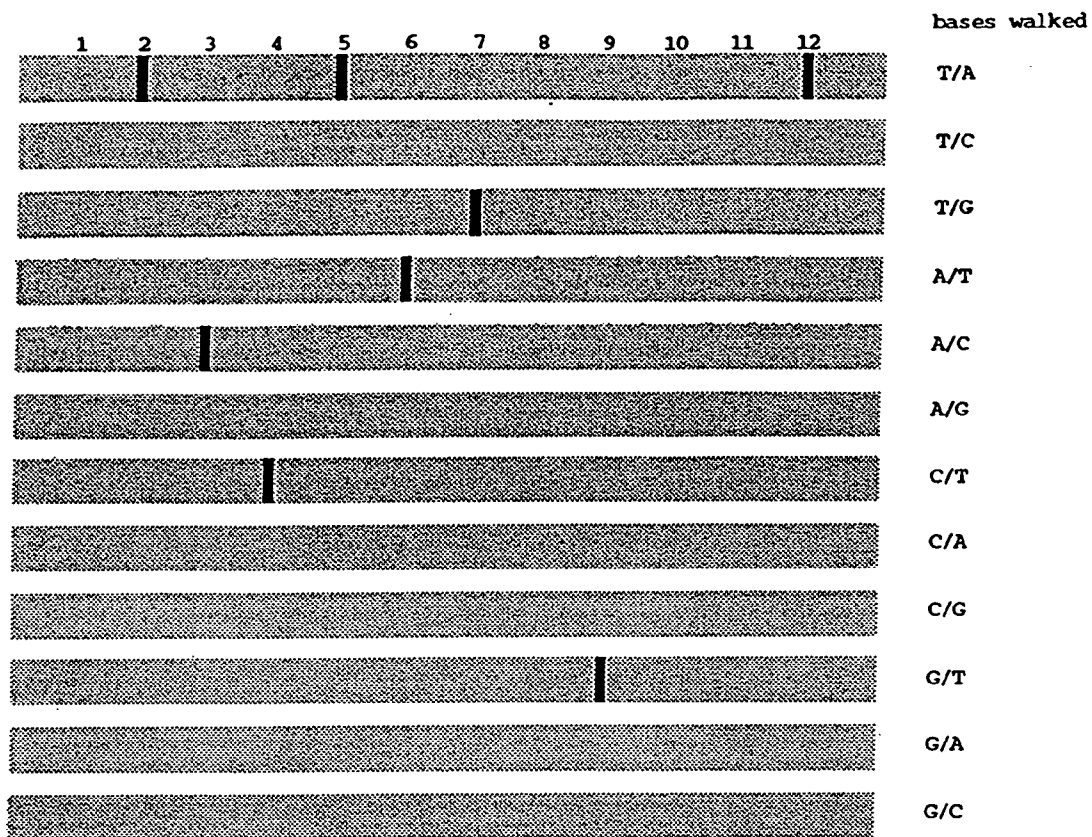 bases walked
1 2 3 4 5 6 7 8 9 10 11 12
T/A
T/C
T/G
A/T
A/C
A/G
C/T
C/A
C/G
G/T
G/A
G/C